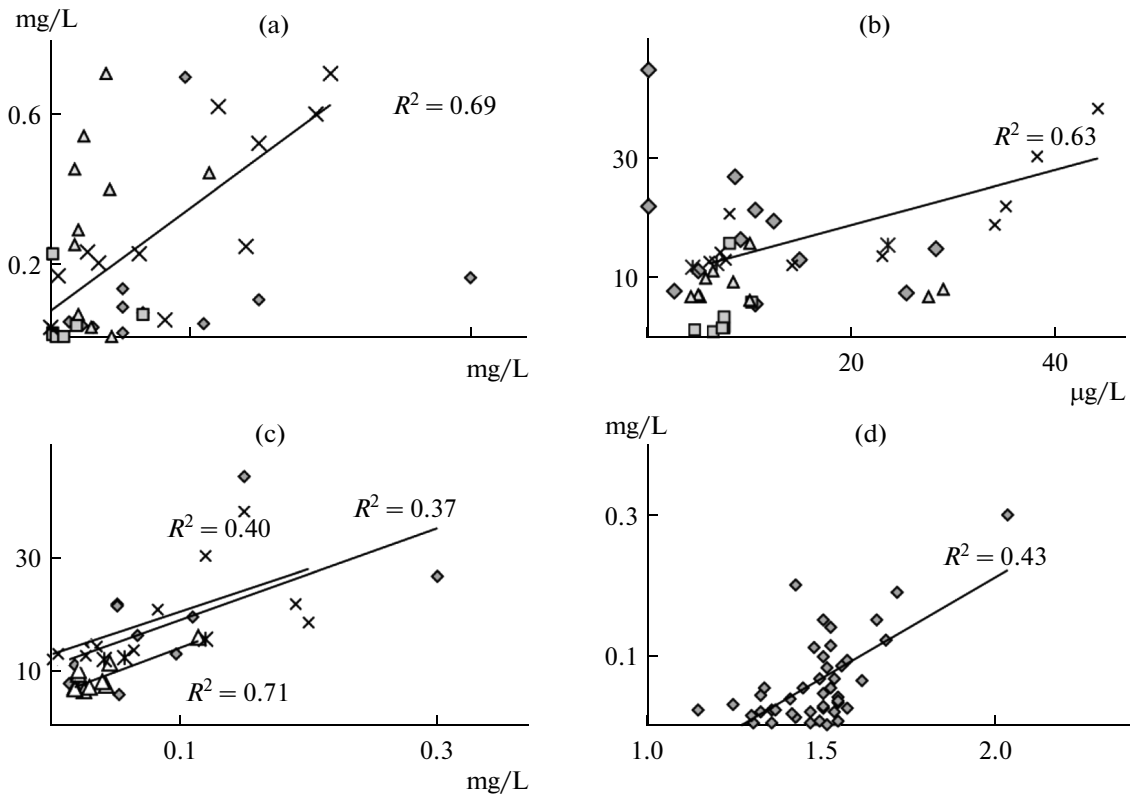 mg/L
(a)
0.6
R² = 0.69
0.2
mg/L
(b)
R² = 0.63
30
10
20
40
µg/L
(c)
R² = 0.40
R² = 0.37
30
10
R² = 0.71
0.1
0.3
mg/L
mg/L
(d)
0.3
R² = 0.43
0.1
1.0
1.5
2.0